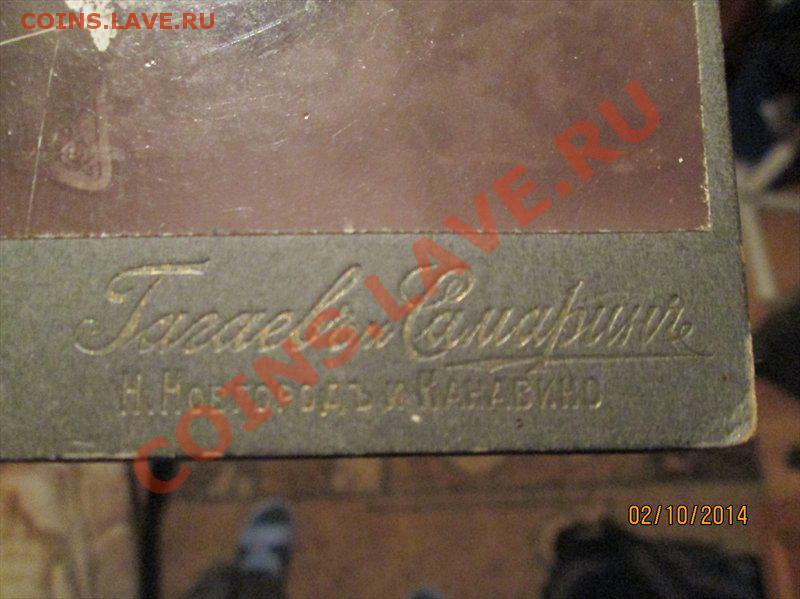 COINS.LAVE.RU
COINS.LAVE.RU
Гагаевъ и Самаринъ
Н. НОВГОРОДЪ И КАНАВИНО
02/10/2014